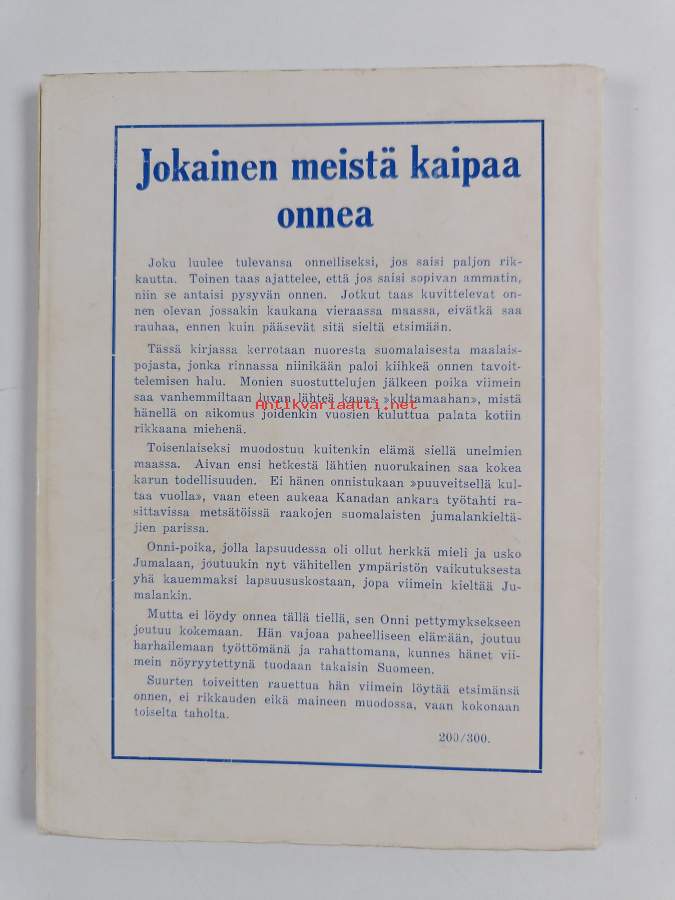 Jokainen meistä kaipaa
onnea
Joku luulee tulevansa onnelliseksi, jos saisi paljon rik-
kautta. Toinen taas ajattelee, että jos saisi sopivan ammatin,
niin se antaisi pysyvän onnen. Jotkut taas kuvittelevat on-
nen olevan jossakin kaukana vieraassa maassa, eivätkä saa
rauhaa, ennen kuin pääsevät sitä sieltä etsimään.
Tässä kirjassa kerrotaan nuoresta suomalaisesta maalais-
pojasta, jonka rinnassa niinikään paloi kiihkeä onnen tavoit-
telemisen halu. Monien suostuttelujen jälkeen poika viimein
saa vanhemmiltaan luvan lähteä kauas »kultamaahan», mistä
Antikvariaatti.net
hänellä on aikomus joidenkin vuosien kuluttua palata kotiin
rikkaana miehenä.
Toisenlaiseksi muodostuu kuitenkin elämä siellä unelmien
maassa. Aivan ensi hetkestä lähtien nuorukainen saa kokea
karun todellisuuden. Ei hänen onnistukaan »puuveitsellä kul-
taa vuolla», vaan eteen aukeaa Kanadan ankara työtahti ra-
sittavissa metsätöissä raakojen suomalaisten jumalankieltä-
jien parissa.
Onni-poika, jolla lapsuudessa oli ollut herkkä mieli ja usko
Jumalaan, joutuukin nyt vähitellen ympäristön vaikutuksesta
yhä kauemmaksi lapsuususkostaan, jopa viimein kieltää Ju-
malankin.
Mutta ei löydy onnea tällä tiellä, sen Onni pettymyksekseen
joutuu kokemaan. Hän vajoaa paheelliseen elämään, joutuu
harhailemaan työttömänä ja rahattomana, kunnes hänet vii-
mein nöyryytettynä tuodaan takaisin Suomeen.
Suurten toiveitten rauettua hän viimein löytää etsimänsä
onnen, ei rikkauden eikä maineen muodossa, vaan kokonaan
toiselta taholta.
200/300.